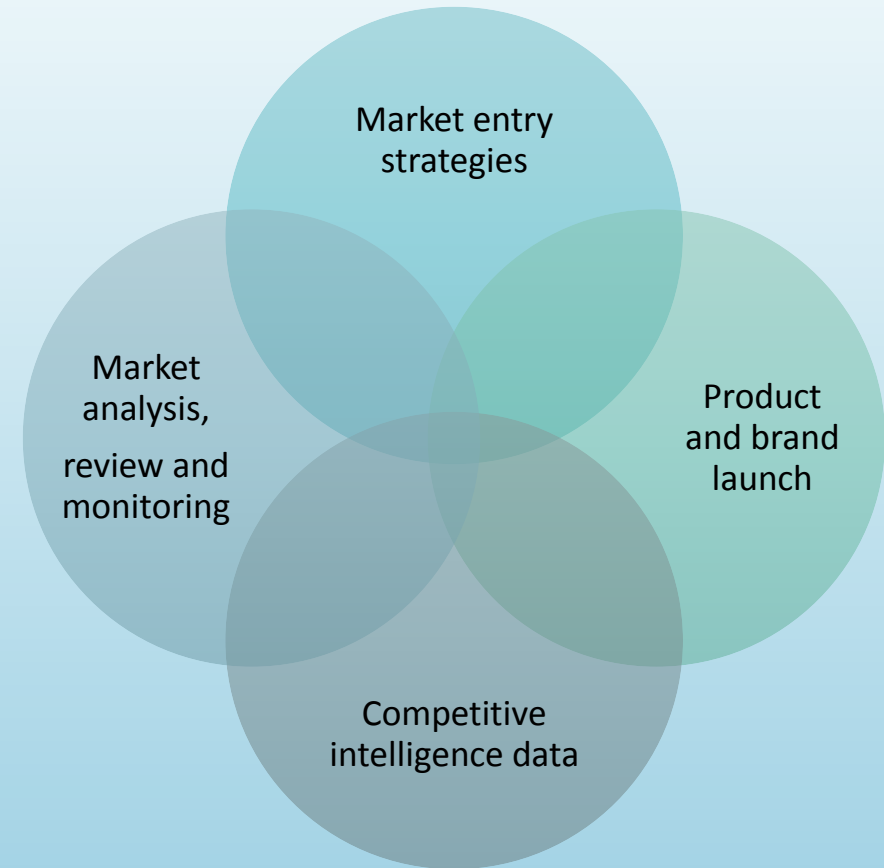 Market entry
strategies
Market
analysis,
review and
monitoring
Product
and brand
launch
Competitive
intelligence data